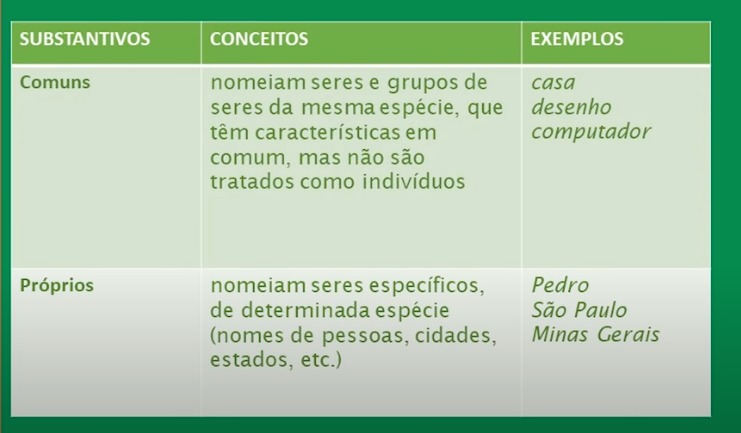 SUBSTANTIVOS CONCEITOS EXEMPLOS
Comuns
nomeiam seres e grupos de
seres da mesma espécie, que
têm características em
comum, mas não são
tratados como indivíduos
casa
desenho
computador
Próprios
nomeiam seres específicos,
de determinada espécie
(nomes de pessoas, cidades,
estados, etc.)
Pedro
São Paulo
Minas Gerais